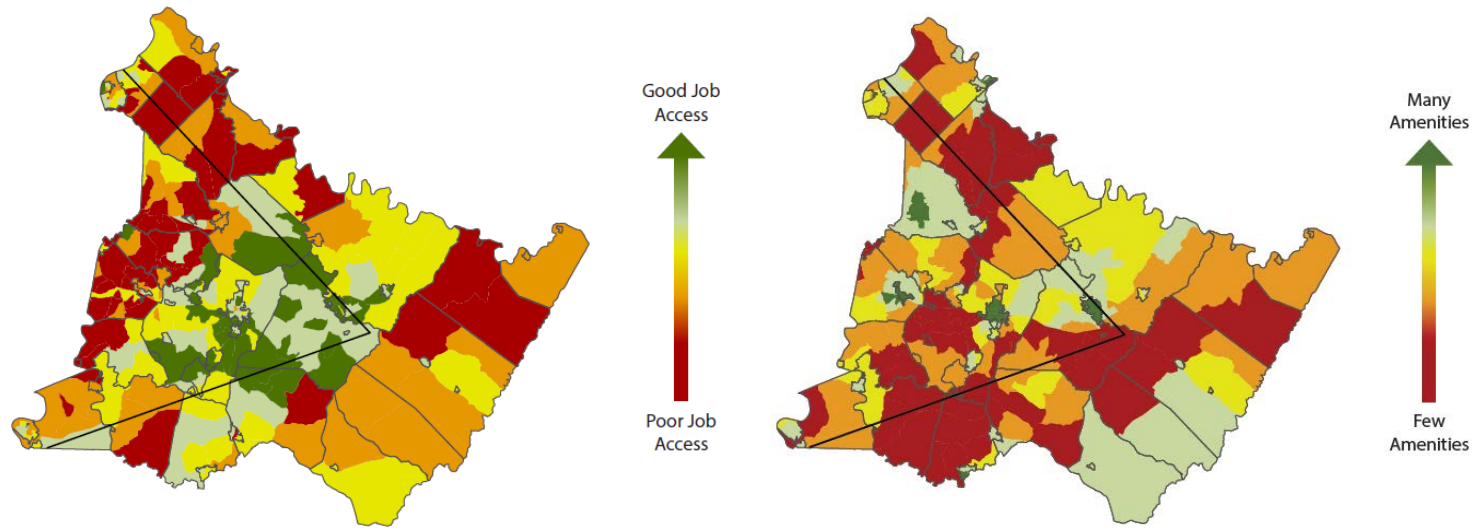 Good Job
Access
Poor Job
Access
Many
Amenities
Few
Amenities